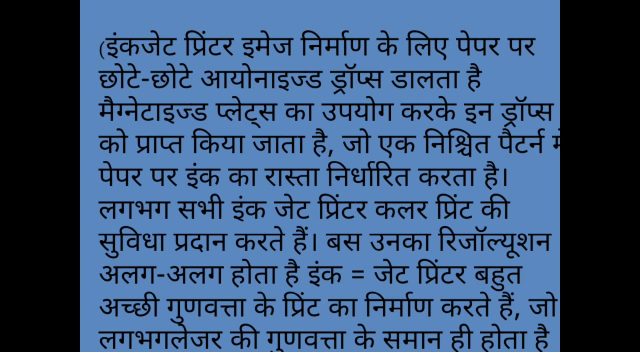 (इंकजेट प्रिंटर इमेज निर्माण के लिए पेपर पर
छोटे-छोटे आयोनाइज्ड ड्रॉप्स डालता है
मैग्नेटाइज्ड प्लेट्स का उपयोग करके इन ड्रॉप्स
को प्राप्त किया जाता है, जो एक निश्चित पैटर्न में
पेपर पर इंक का रास्ता निर्धारित करता है।
लगभग सभी इंक जेट प्रिंटर कलर प्रिंट की
सुविधा प्रदान करते हैं। बस उनका रिजॉल्यूशन
अलग-अलग होता है इंक = जेट प्रिंटर बहुत
अच्छी गुणवत्ता के प्रिंट का निर्माण करते हैं, जो
लगभगलेजर की गुणवत्ता के समान ही होता है